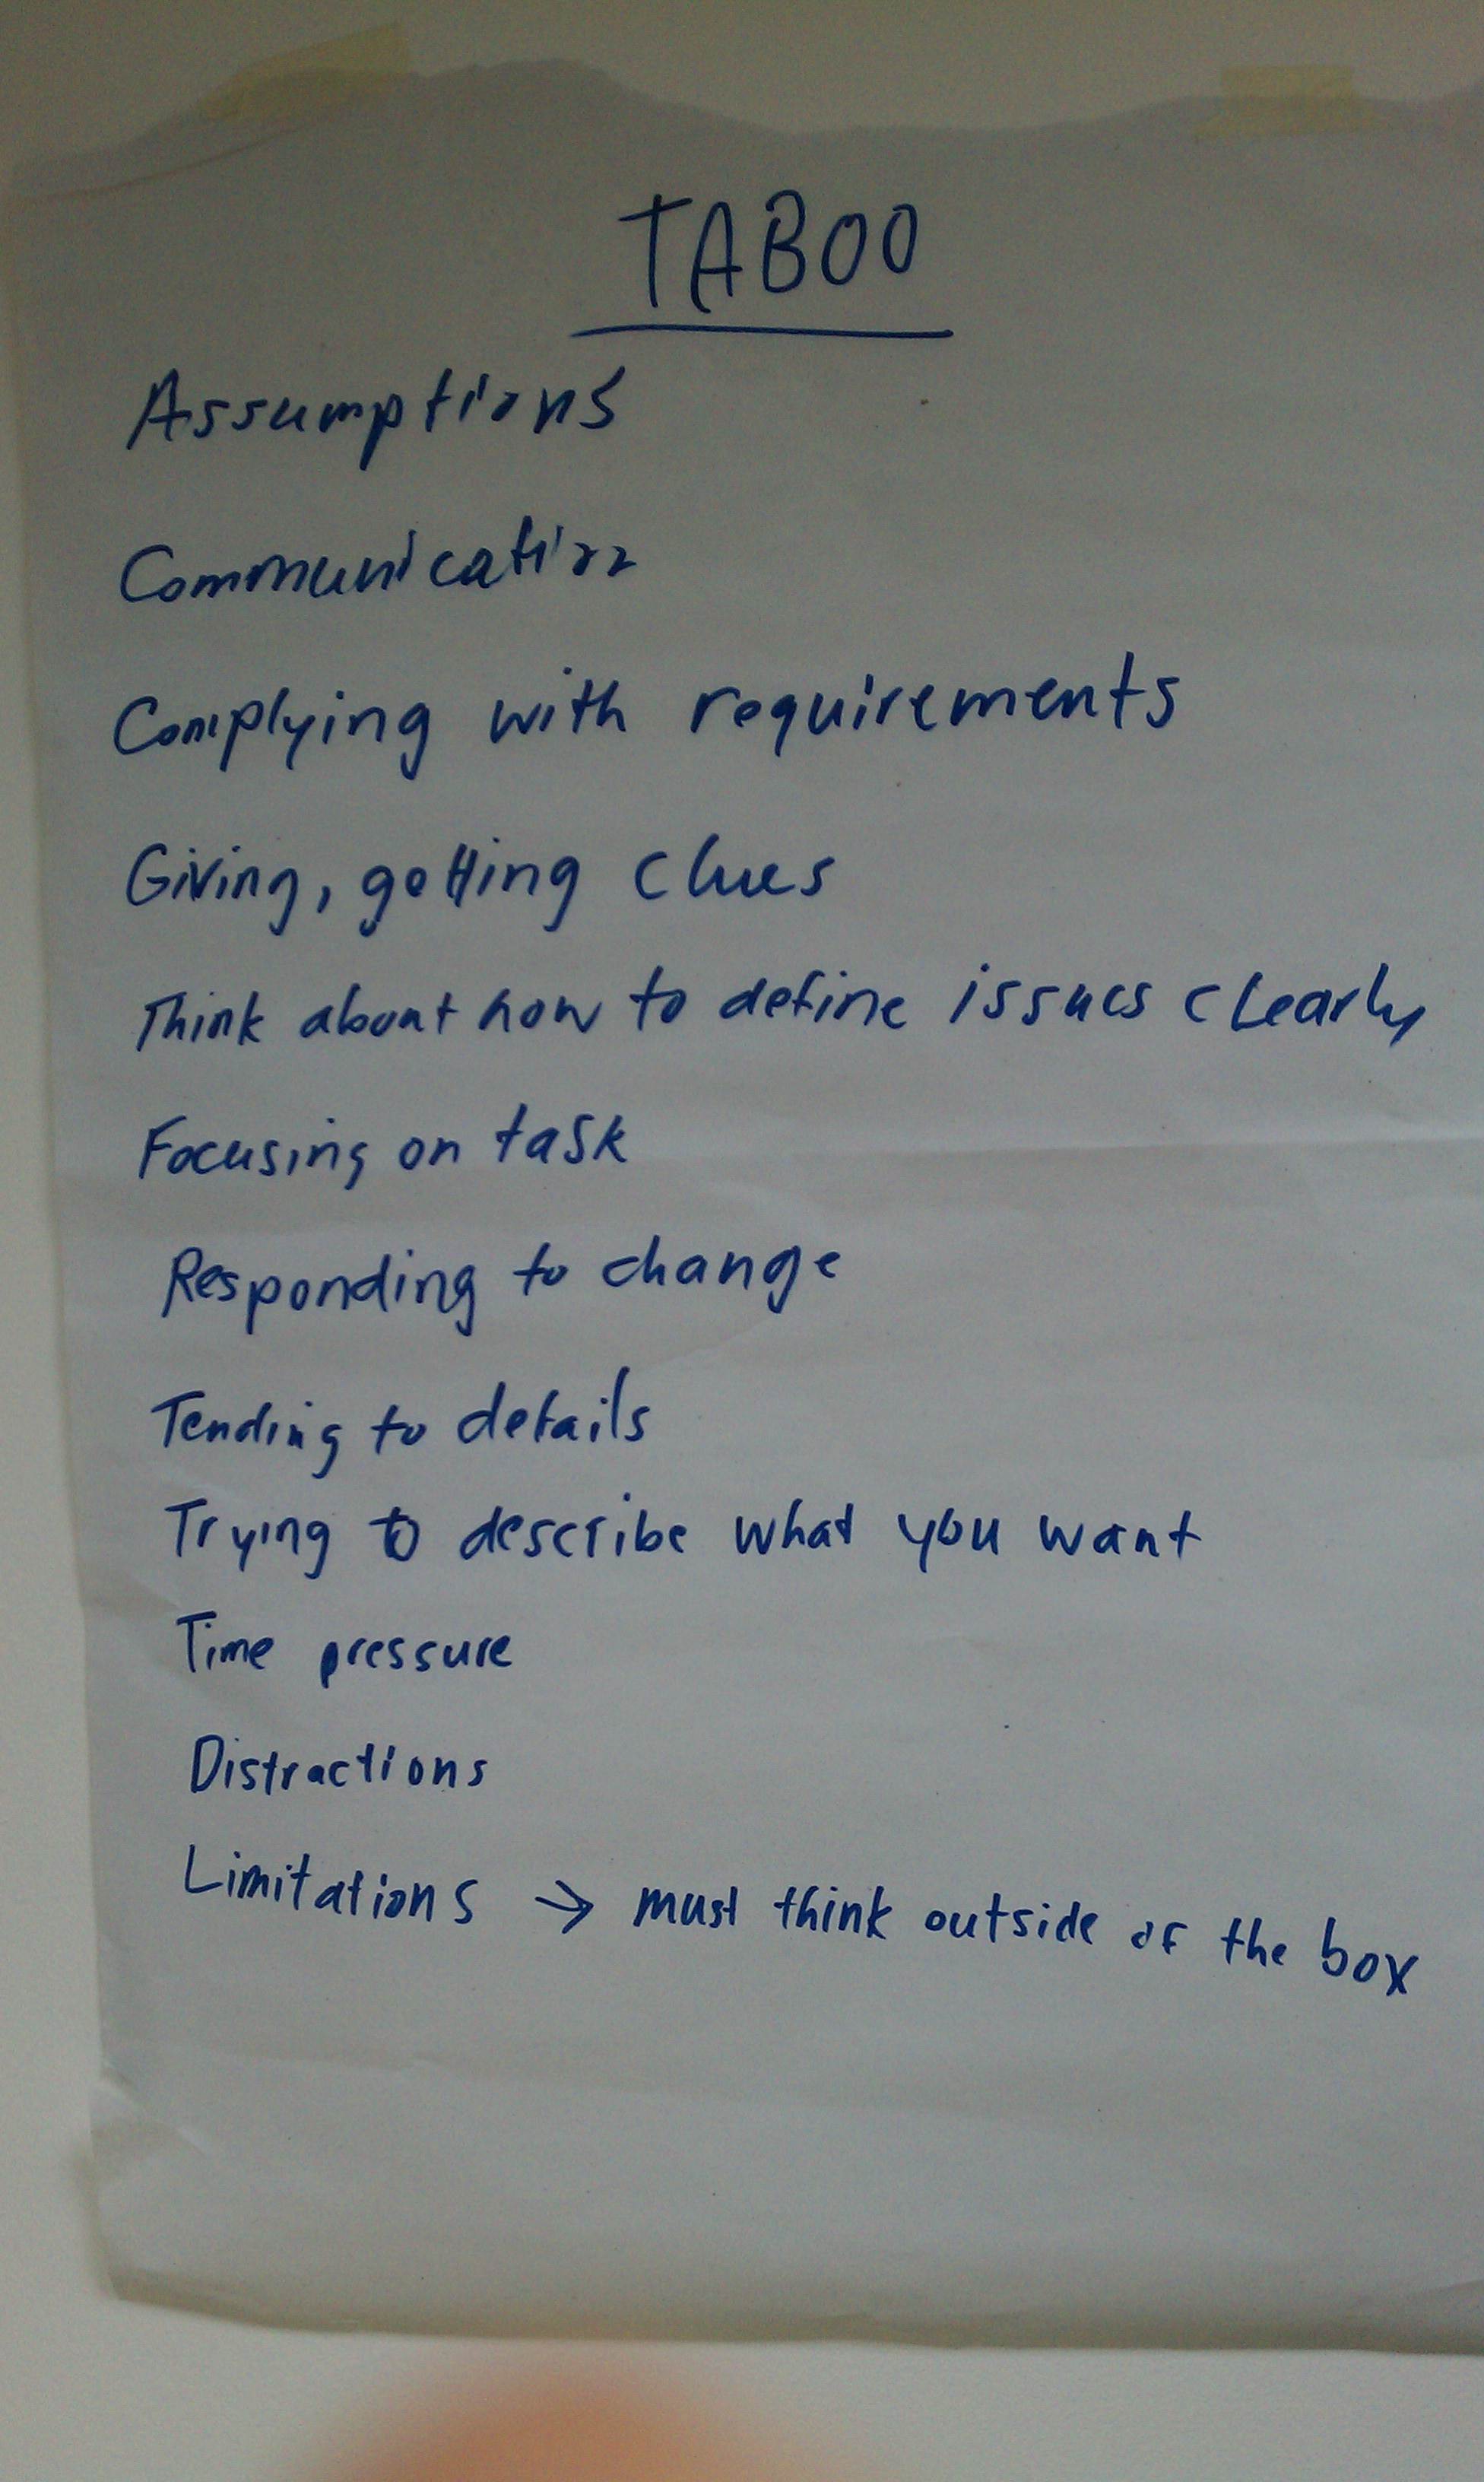 TABOO
Assumptions
Communication
Complying with requirements
Giving, getting clues
Think about how to define issues clearly
Focusing on task
Responding to change
Tending to details
Trying to describe what you want
Time pressure
Distractions
Limitations → must think outside of the box